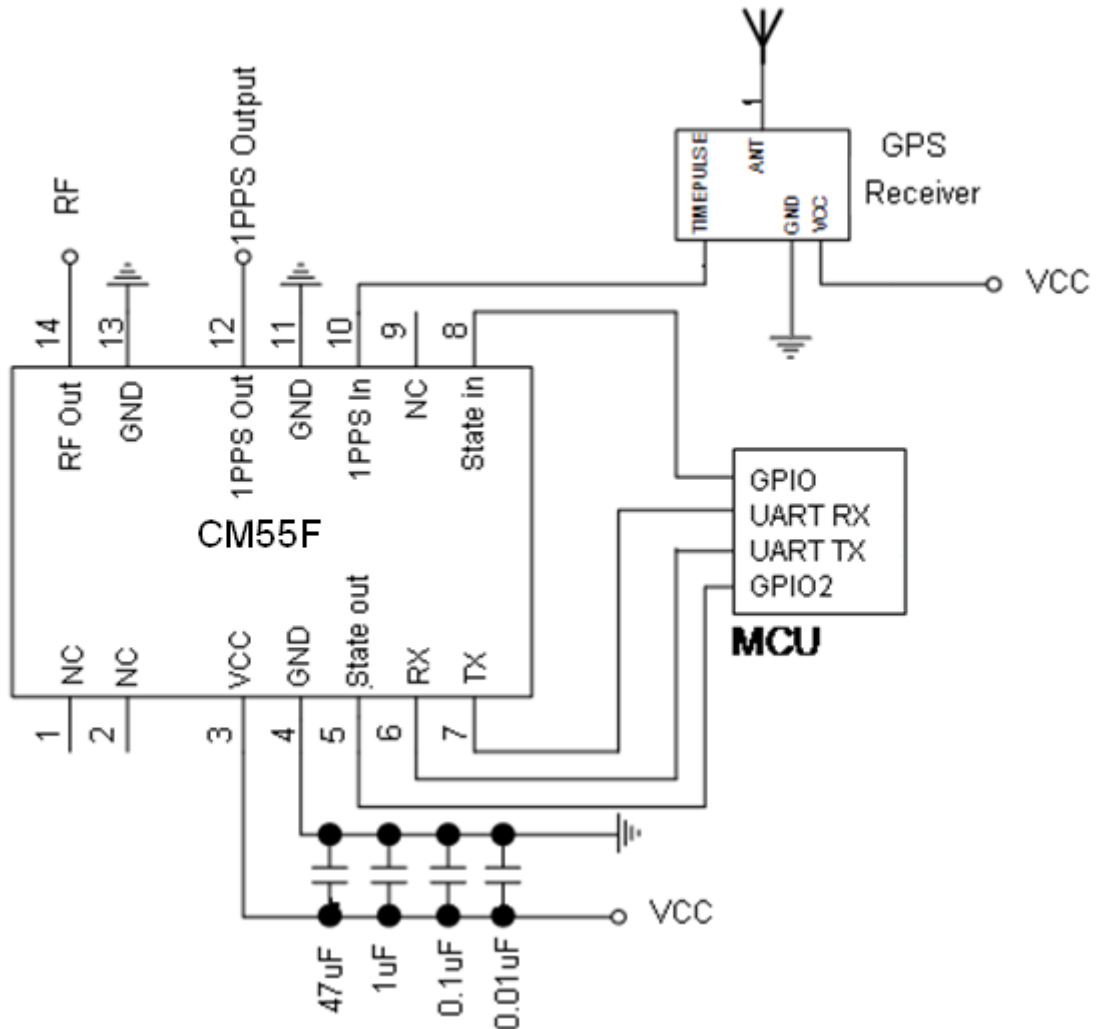 1
TIMEPULSE
ANT
GND
VCC
GPS
Receiver
VCC
RF
1PPS Output
14
13
12
11
10
9
8
RF Out
GND
1PPS Out
GND
1PPS In
NC
State in
CM55F
NC
NC
VCC
GND
State out
RX
TX
1
2
3
4
5
6
7
GPIO
UART RX
UART TX
GPIO2
MCU
VCC
47uF
1uF
0.1uF
0.01uF